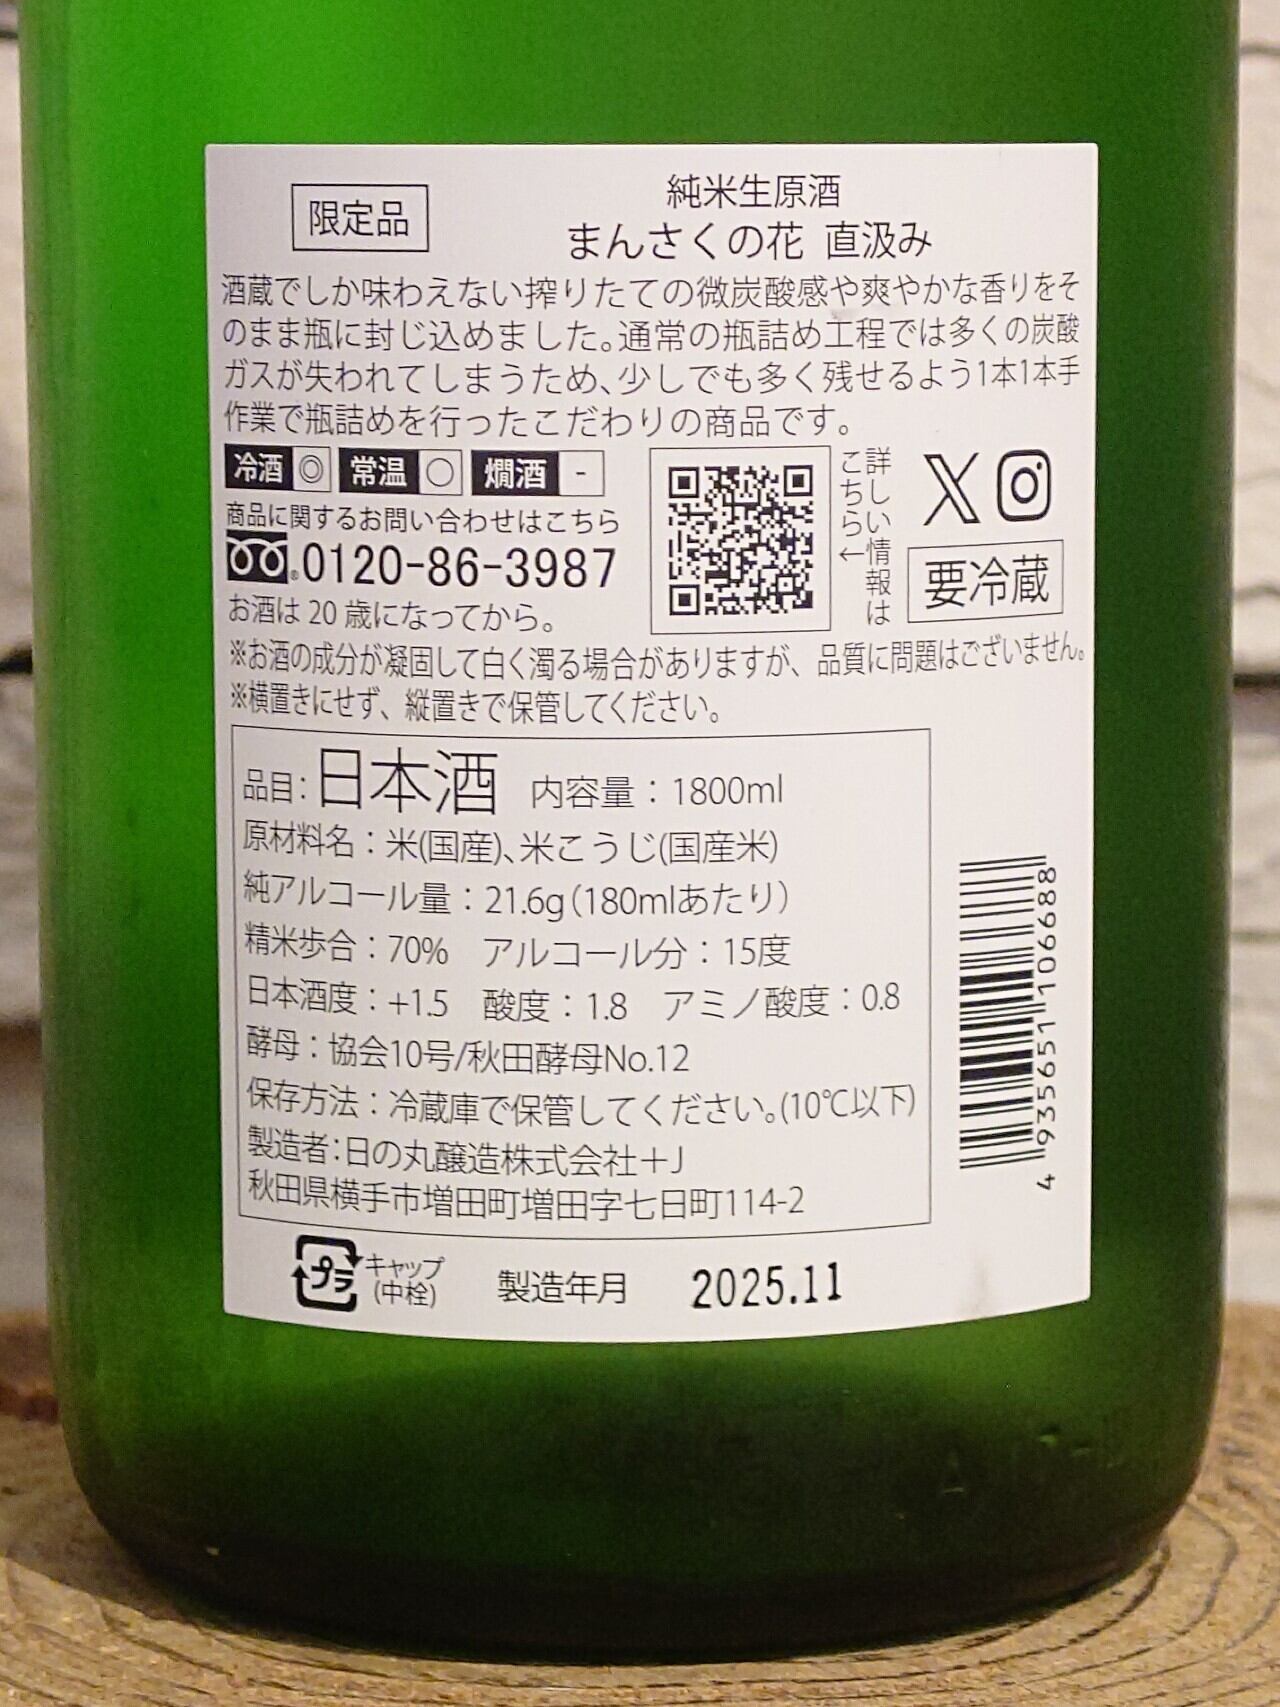 限定品
純米生原酒
まんさくの花 直汲み
酒蔵でしか味わえない搾りたての微炭酸感や爽やかな香りをそ
のまま瓶に封じ込めました。通常の瓶詰め工程では多くの炭酸
ガスが失われてしまうため、少しでも多く残せるよう1本1本手
作業で瓶詰めを行ったこだわりの商品です。
冷酒 ◎ 常温 ○ 燗酒 -
商品に関するお問い合わせはこちら
0120-86-3987
お酒は 20 歳になってから。
詳しい情報は
こちら←
要冷蔵
※お酒の成分が凝固して白く濁る場合がありますが、品質に問題はございません。
※横置きにせず、縦置きで保管してください。
品目:日本酒 内容量:1800ml
原材料名:米(国産)、米こうじ(国産米)
純アルコール量:21.6g(180mlあたり)
精米歩合:70% アルコール分:15度
日本酒度:+1.5 酸度:1.8 アミノ酸度:0.8
酵母:協会10号/秋田酵母No.12
保存方法:冷蔵庫で保管してください。(10℃以下)
製造者:日の丸醸造株式会社+J
秋田県横手市増田町増田字七日町114-2
4935651106688
プラ
キャップ
(中栓)
製造年月 2025.11